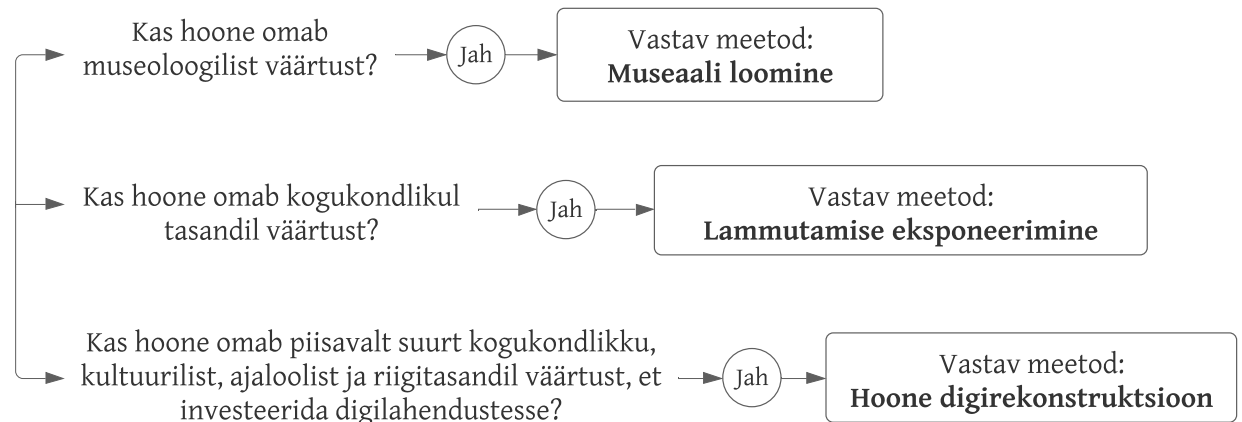 Kas hoone omab
museoloogilist väärtust?
Jah
Vastav meetod:
Museaali loomine
Kas hoone omab kogukondlikul
tasandil väärtust?
Jah
Vastav meetod:
Lammutamise eksponeerimine
Kas hoone omab piisavalt suurt kogukondlikku,
kultuurilist, ajaloolist ja riigitasandil väärtust, et
investeerida digilahendustesse?
Jah
Vastav meetod:
Hoone digirekonstruktsioon